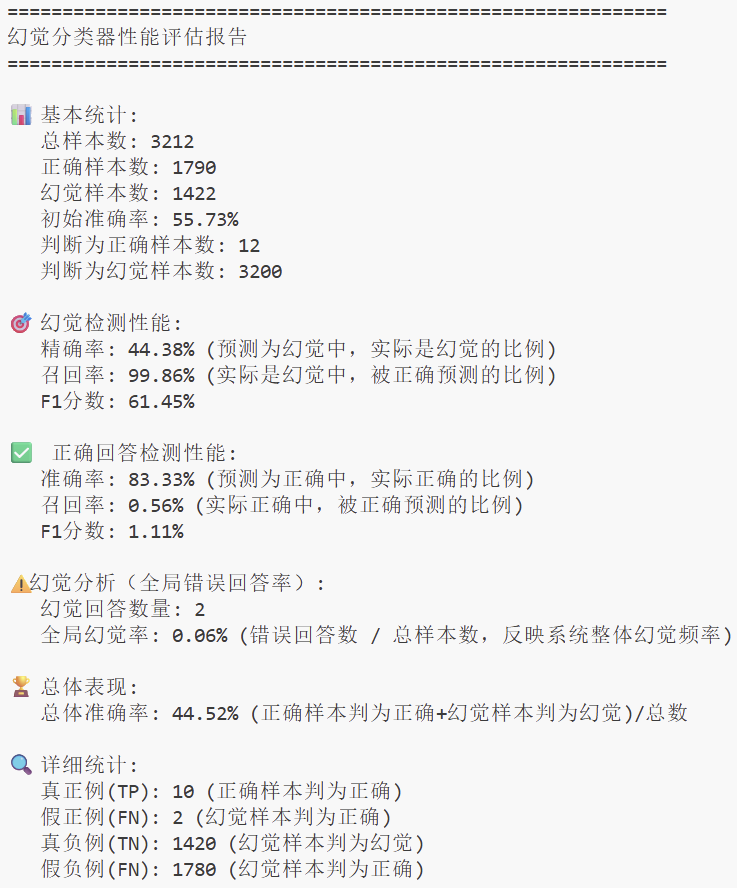 ============================================================
幻觉分类器性能评估报告
============================================================
📊 基本统计:
总样本数: 3212
正确样本数: 1790
幻觉样本数: 1422
初始准确率: 55.73%
判断为正确样本数: 12
判断为幻觉样本数: 3200
🎯 幻觉检测性能:
精确率: 44.38% (预测为幻觉中，实际是幻觉的比例)
召回率: 99.86% (实际是幻觉中，被正确预测的比例)
F1分数: 61.45%
✅ 正确回答检测性能:
准确率: 83.33% (预测为正确中，实际正确的比例)
召回率: 0.56% (实际正确中，被正确预测的比例)
F1分数: 1.11%
⚠️幻觉分析（全局错误回答率）:
幻觉回答数量: 2
全局幻觉率: 0.06% (错误回答数 / 总样本数，反映系统整体幻觉频率)
🏆 总体表现:
总体准确率: 44.52% (正确样本判为正确+幻觉样本判为幻觉)/总数
🔍 详细统计:
真正例(TP): 10 (正确样本判为正确)
假正例(FN): 2 (幻觉样本判为正确)
真负例(TN): 1420 (幻觉样本判为幻觉)
假负例(FN): 1780 (幻觉样本判为正确)